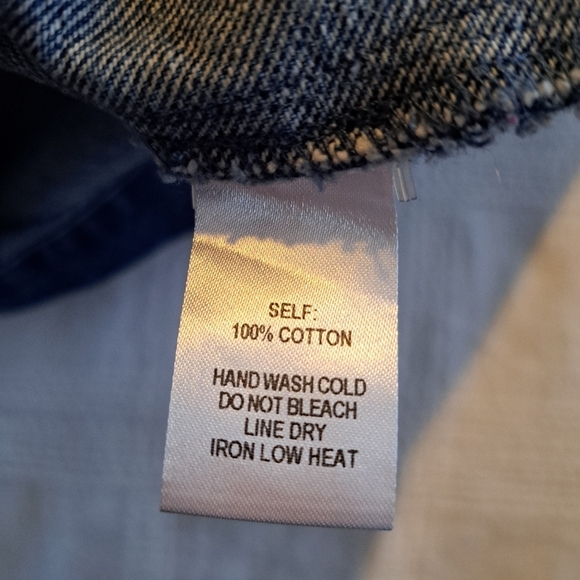 SELF:
100% COTTON
HAND WASH COLD
DO NOT BLEACH
LINE DRY
IRON LOW HEAT